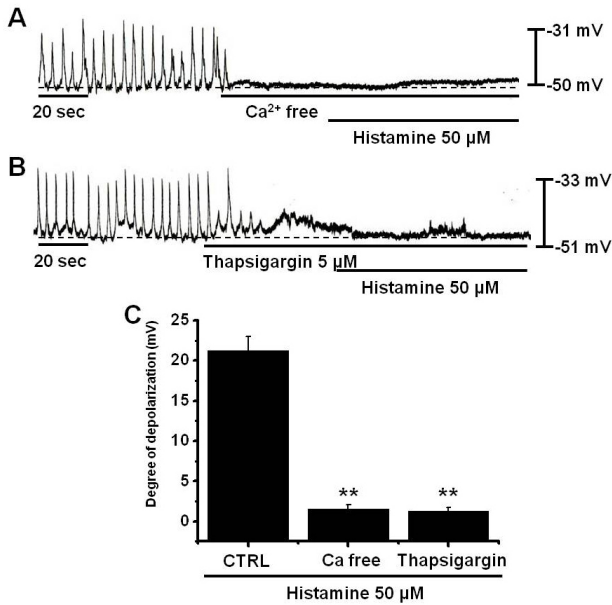 A
-31 mV
-50 mV
20 sec
Ca²⁺ free
Histamine 50 µM
B
-33 mV
-51 mV
20 sec
Thapsigargin 5 µM
Histamine 50 µM
C
Degree of depolarization (mV)
25
20
15
10
5
0
** **
CTRL Ca free Thapsigargin
Histamine 50 µM